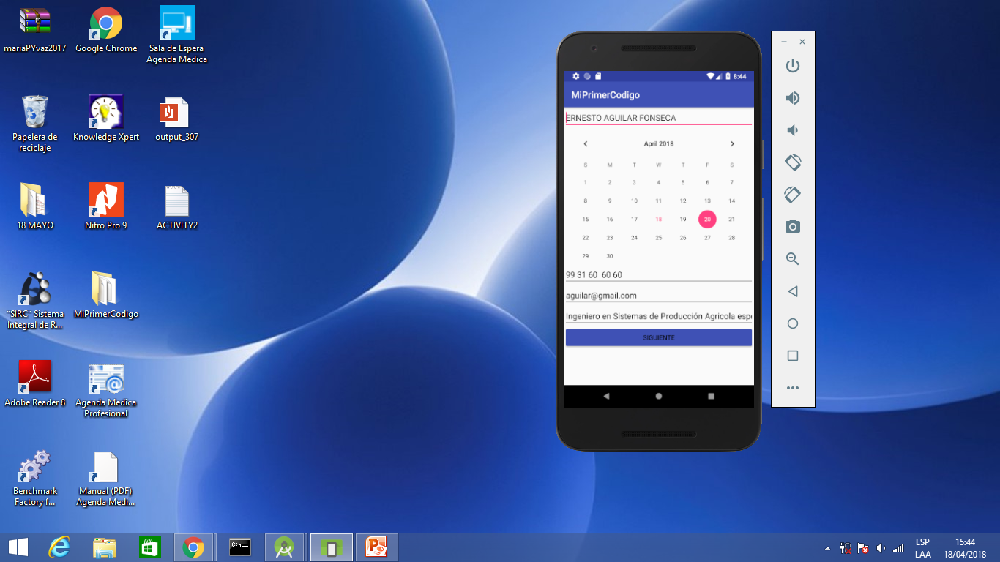 mariaPYvaz2017
Google Chrome
Sala de Espera
Agenda Medica
Papelera de
reciclaje
Knowledge Xpert
output_307
18 MAYO
Nitro Pro 9
ACTIVITY2
¨SIRC¨ Sistema
Integral de R...
MiPrimerCodigo
Adobe Reader 8
Agenda Medica
Profesional
Benchmark
Factory f...
Manual (PDF)
Agenda Medi...
8:44
MiPrimerCodigo
ERNESTO AGUILAR FONSECA
April 2018
S M T W T F S
1 2 3 4 5 6 7
8 9 10 11 12 13 14
15 16 17 18 19 20 21
22 23 24 25 26 27 28
29 30
99 31 60  60 60
aguilar@gmail.com
Ingeniero en Sistemas de Producción Agricola esp
SIGUIENTE
C:\_
ESP
LAA
15:44
18/04/2018